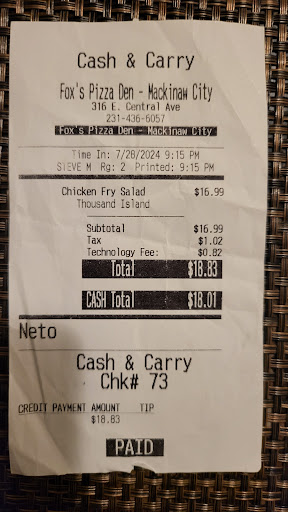 Cash & Carry
Fox's Pizza Den - Mackinaw City
316 E. Central Ave
231-436-6057
Fox's Pizza Den - Mackinaw City
Time In: 7/28/2024 9:15 PM
SIEVE M Rg: 2 Printed: 9:15 PM
Chicken Fry Salad $16.99
Thousand Island
Subtotal $16.99
Tax $1.02
Technology Fee: $0.82
Total $18.83
CASH Total $18.01
Neto
Cash & Carry
Chk# 73
CREDIT PAYMENT AMOUNT TIP
$18.83
PAID